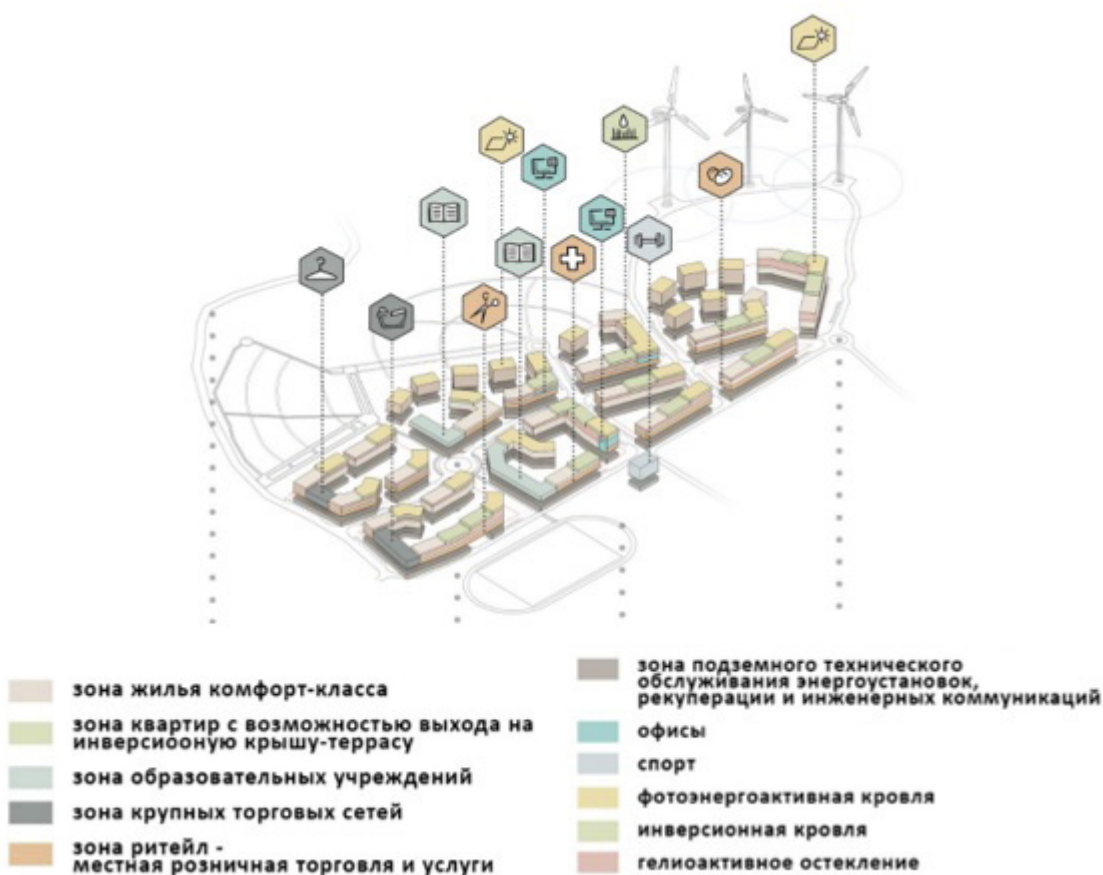 зона жилья комфорт-класса
зона квартир с возможностью выхода на
инверсиооную крышу-террасу
зона образовательных учреждений
зона крупных торговых сетей
зона ритейл -
местная розничная торговля и услуги
зона подземного технического
обслуживания энергоустановок,
рекуперации и инженерных коммуникаций
офисы
спорт
фотоэнергоактивная кровля
инверсионная кровля
гелиоактивное остекление